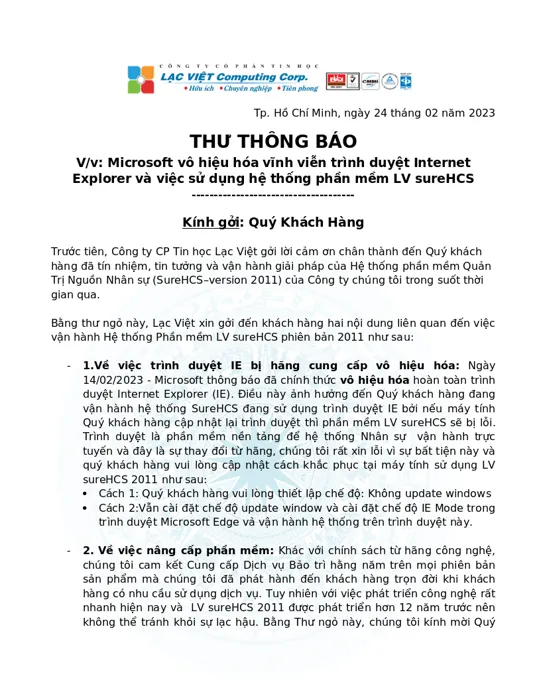 CÔNG TY CỔ PHẦN TIN HỌC
LẠC VIỆT Computing Corp.
• Hữu ích • Chuyên nghiệp • Tiên phong
Tp. Hồ Chí Minh, ngày 24 tháng 02 năm 2023
THƯ THÔNG BÁO
V/v: Microsoft vô hiệu hóa vĩnh viễn trình duyệt Internet
Explorer và việc sử dụng hệ thống phần mềm LV sureHCS
-------------------------------------
Kính gởi: Quý Khách Hàng
Trước tiên, Công ty CP Tin học Lạc Việt gởi lời cảm ơn chân thành đến Quý khách
hàng đã tín nhiệm, tin tưởng và vận hành giải pháp của Hệ thống phần mềm Quản
Trị Nguồn Nhân sự (SureHCS–version 2011) của Công ty chúng tôi trong suốt thời
gian qua.
Bằng thư ngỏ này, Lạc Việt xin gởi đến khách hàng hai nội dung liên quan đến việc
vận hành Hệ thống Phần mềm LV sureHCS phiên bản 2011 như sau:
- 1.Về việc trình duyệt IE bị hãng cung cấp vô hiệu hóa: Ngày
14/02/2023 - Microsoft thông báo đã chính thức vô hiệu hóa hoàn toàn trình
duyệt Internet Explorer (IE). Điều này ảnh hưởng đến Quý khách hàng đang
vận hành hệ thống SureHCS đang sử dụng trình duyệt IE bởi nếu máy tính
Quý khách hàng cập nhật lại trình duyệt thì phần mềm LV sureHCS sẽ bị lỗi.
Trình duyệt là phần mềm nền tảng để hệ thống Nhân sự vận hành trực
tuyến và đây là sự thay đổi từ hãng, chúng tôi rất xin lỗi vì sự bất tiện này và
quý khách hàng vui lòng cập nhật cách khắc phục tại máy tính sử dụng LV
sureHCS 2011 như sau:
• Cách 1: Quý khách hàng vui lòng thiết lập chế độ: Không update windows
• Cách 2:Vẫn cài đặt chế độ update window và cài đặt chế độ IE Mode trong
trình duyệt Microsoft Edge và vận hành hệ thống trên trình duyệt này.
- 2. Về việc nâng cấp phần mềm: Khác với chính sách từ hãng công nghệ,
chúng tôi cam kết Cung cấp Dịch vụ Bảo trì hằng năm trên mọi phiên bản
sản phẩm mà chúng tôi đã phát hành đến khách hàng trọn đời khi khách
hàng có nhu cầu sử dụng dịch vụ. Tuy nhiên với việc phát triển công nghệ rất
nhanh hiện nay và LV sureHCS 2011 được phát triển hơn 12 năm trước nên
không thể tránh khỏi sự lạc hậu. Bằng Thư ngỏ này, chúng tôi kính mời Quý